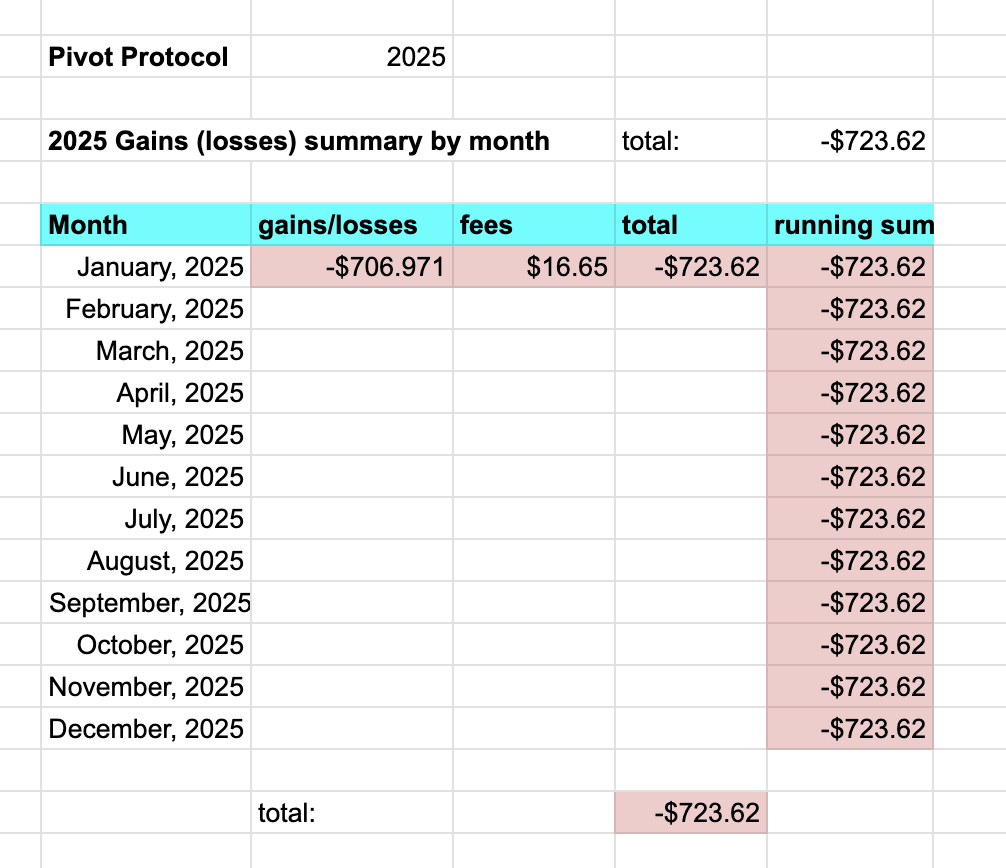 Pivot Protocol 2025
2025 Gains (losses) summary by month total: -$723.62
Month gains/losses fees total running sum
January, 2025 -$706.971 $16.65 -$723.62 -$723.62
February, 2025 -$723.62
March, 2025 -$723.62
April, 2025 -$723.62
May, 2025 -$723.62
June, 2025 -$723.62
July, 2025 -$723.62
August, 2025 -$723.62
September, 2025 -$723.62
October, 2025 -$723.62
November, 2025 -$723.62
December, 2025 -$723.62
total: -$723.62